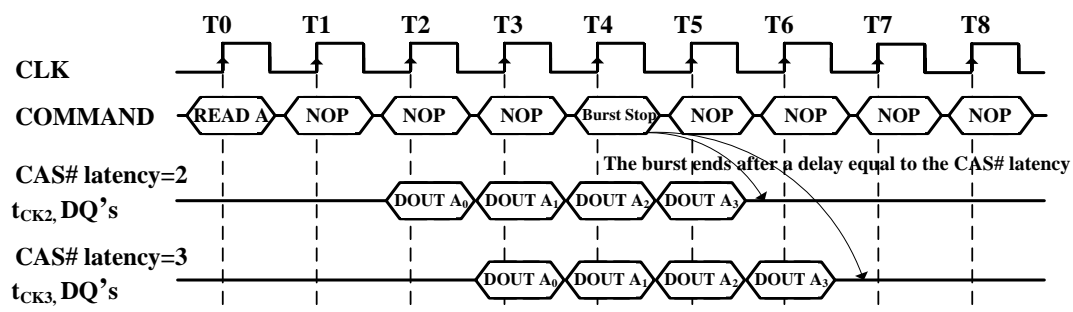 T0 T1 T2 T3 T4 T5 T6 T7 T8
CLK
COMMAND READ A NOP NOP NOP Burst Stop NOP NOP NOP NOP
The burst ends after a delay equal to the CAS# latency
CAS# latency=2
tCK2, DQ’s DOUT A0 DOUT A1 DOUT A2 DOUT A3
CAS# latency=3
tCK3, DQ’s DOUT A0 DOUT A1 DOUT A2 DOUT A3